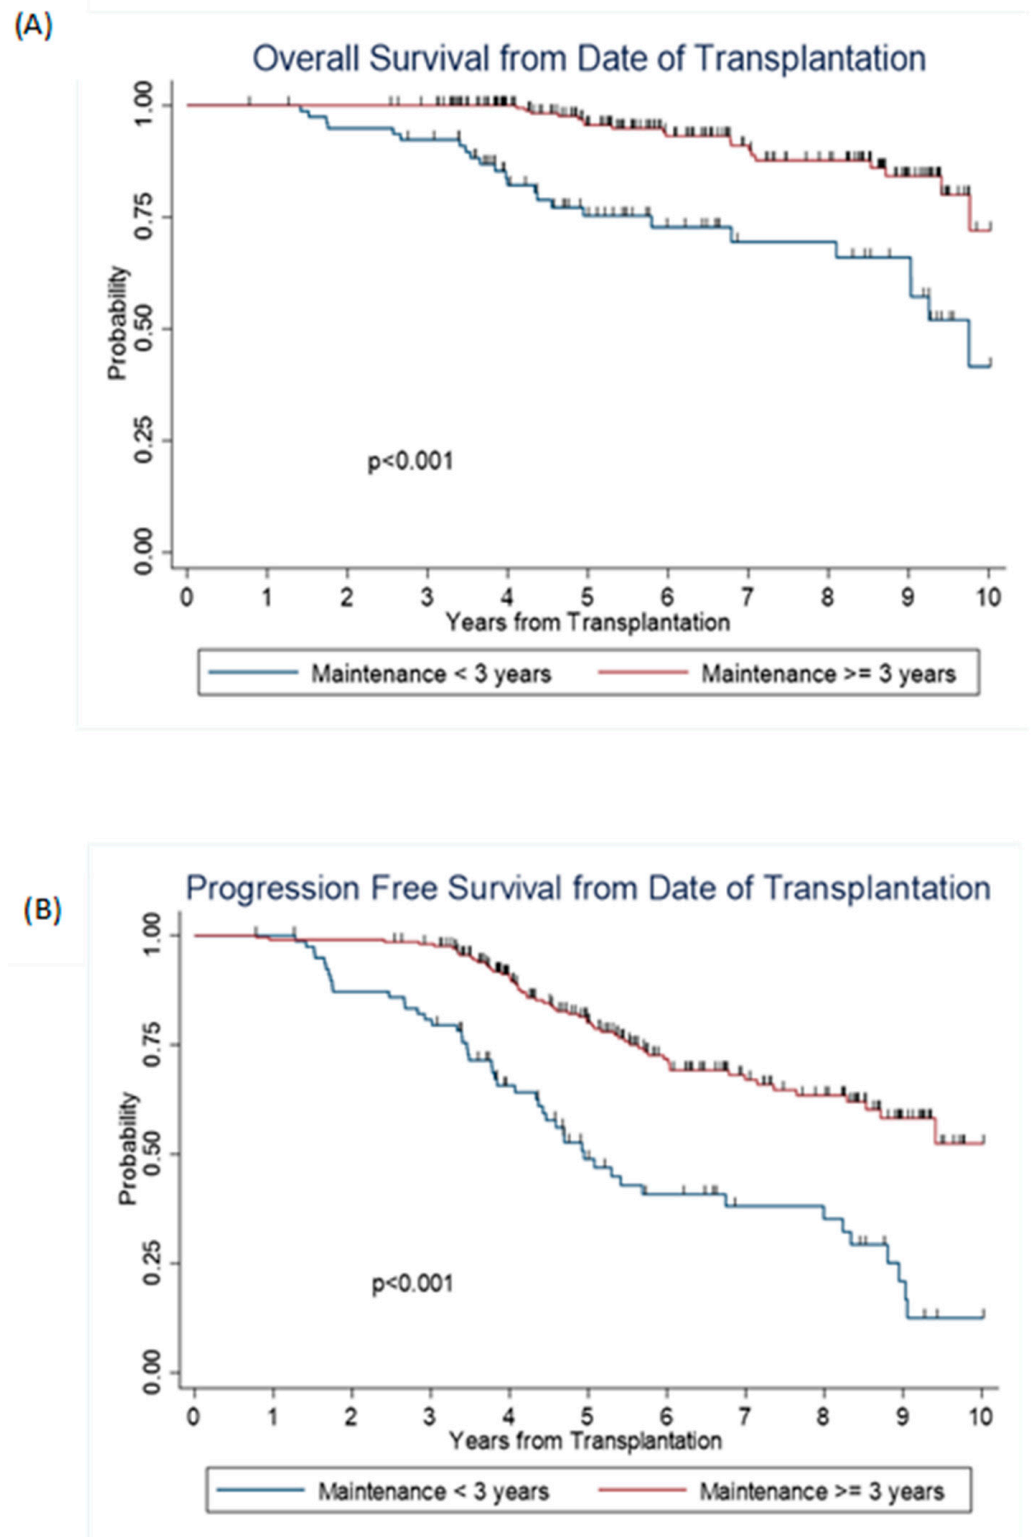 (A)
Overall Survival from Date of Transplantation
1.00
0.75
0.50
0.25
0.00
Probability
p<0.001
0 1 2 3 4 5 6 7 8 9 10
Years from Transplantation
Maintenance < 3 years Maintenance >= 3 years
(B)
Progression Free Survival from Date of Transplantation
1.00
0.75
0.50
0.25
0.00
Probability
p<0.001
0 1 2 3 4 5 6 7 8 9 10
Years from Transplantation
Maintenance < 3 years Maintenance >= 3 years